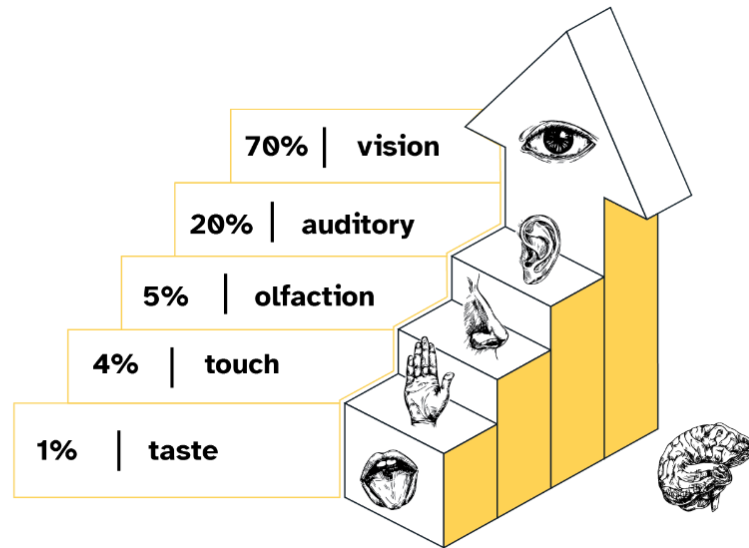 70% | vision
20% | auditory
5% | olfaction
4% | touch
1% | taste